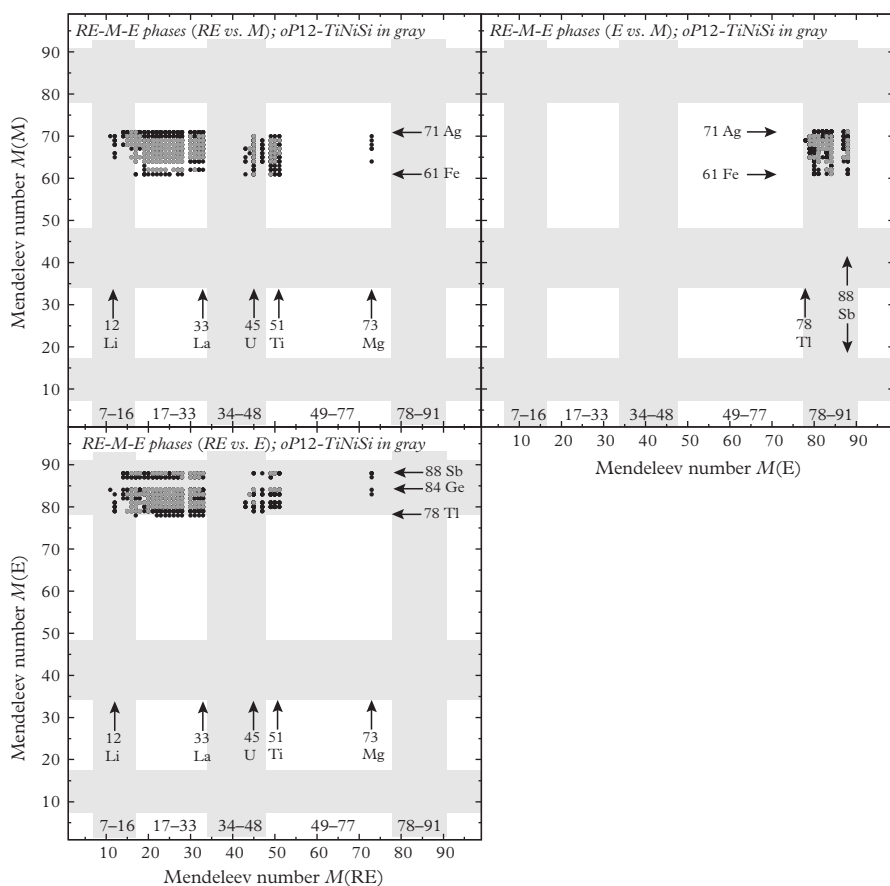 RE-M-E phases (RE vs. M); oP12-TiNiSi in gray
90
80
70
60
50
40
30
20
10
Mendeleev number M(M)
71 Ag
61 Fe
12
Li
33
La
45
U
51
Ti
73
Mg
7–16 17–33 34–48 49–77 78–91
RE-M-E phases (E vs. M); oP12-TiNiSi in gray
71 Ag
61 Fe
78
Tl
88
Sb
7–16 17–33 34–48 49–77 78–91
10 20 30 40 50 60 70 80 90
Mendeleev number M(E)
RE-M-E phases (RE vs. E); oP12-TiNiSi in gray
90
80
70
60
50
40
30
20
10
Mendeleev number M(E)
88 Sb
84 Ge
78 Tl
12
Li
33
La
45
U
51
Ti
73
Mg
7–16 17–33 34–48 49–77 78–91
10 20 30 40 50 60 70 80 90
Mendeleev number M(RE)